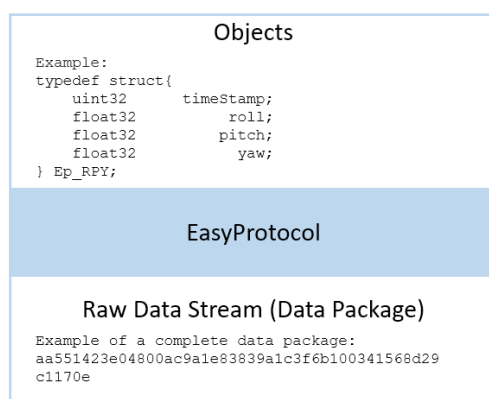 Objects
Example:
typedef struct{
uint32 timeStamp;
float32 roll;
float32 pitch;
float32 yaw;
} Ep_RPY;
EasyProtocol
Raw Data Stream (Data Package)
Example of a complete data package:
aa551423e04800ac9a1e83839a1c3f6b100341568d29
c1170e